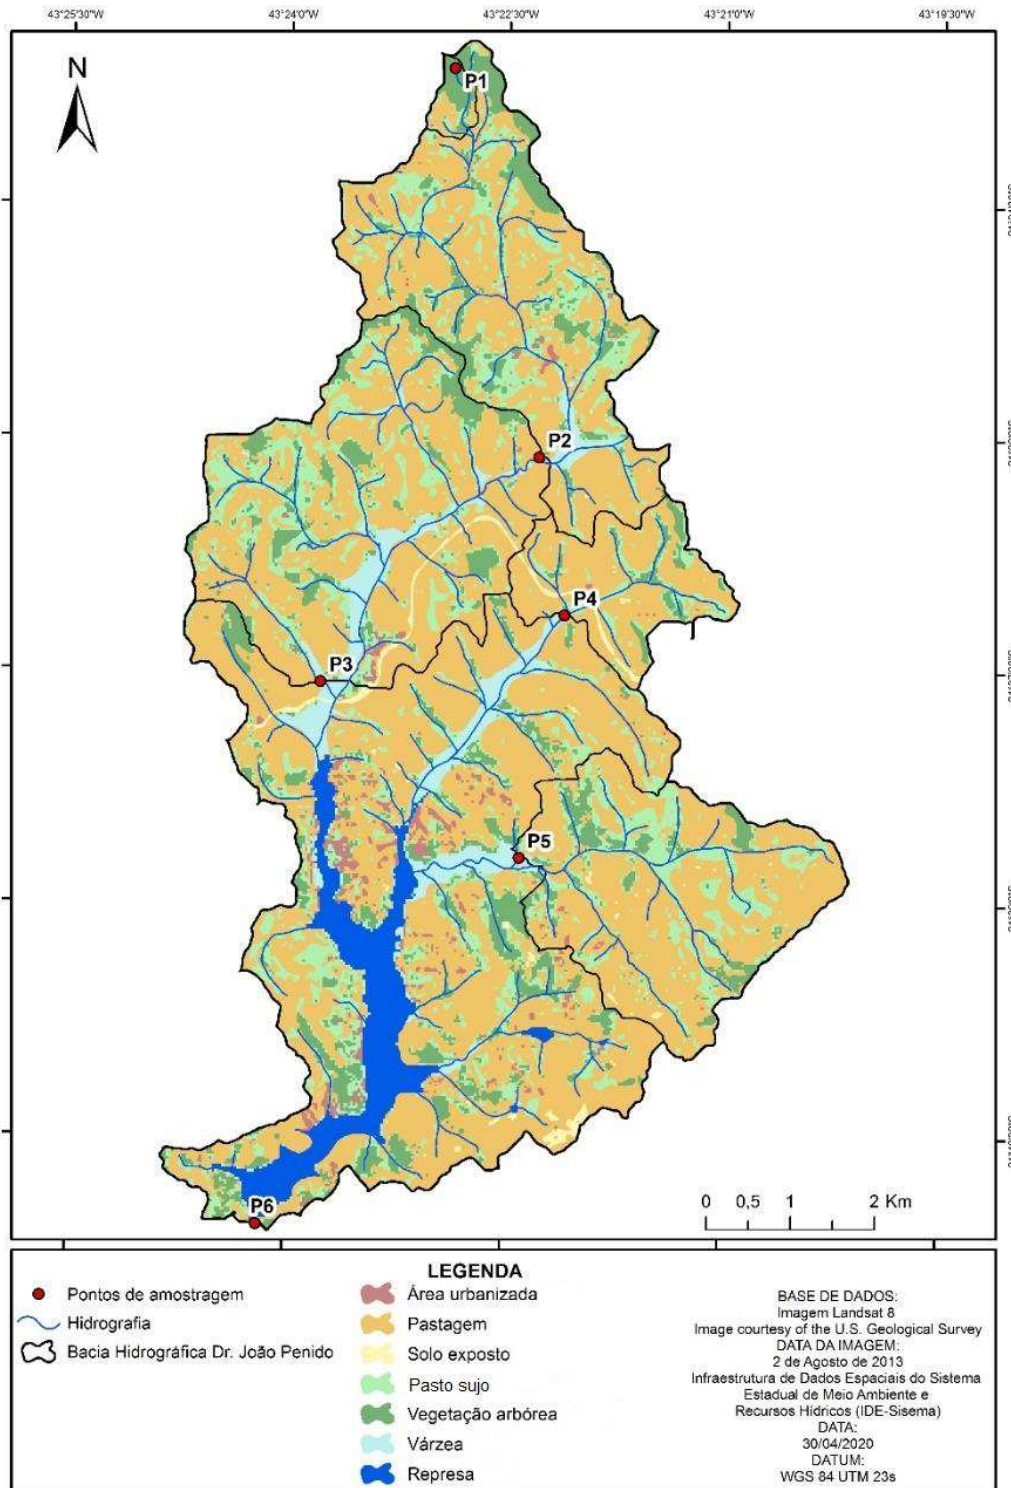 43°25'30"W 43°24'0"W 43°22'30"W 43°21'0"W 43°19'30"W
N
P1
P2
P4
P3
P5
P6
0 0,5 1 2 Km
LEGENDA
Pontos de amostragem
Hidrografia
Bacia Hidrográfica Dr. João Penido
Área urbanizada
Pastagem
Solo exposto
Pasto sujo
Vegetação arbórea
Várzea
Represa
BASE DE DADOS:
Imagem Landsat 8
Image courtesy of the U.S. Geological Survey
DATA DA IMAGEM:
2 de Agosto de 2013
Infraestrutura de Dados Espaciais do Sistema
Estadual de Meio Ambiente e
Recursos Hídricos (IDE-Sisema)
DATA:
30/04/2020
DATUM:
WGS 84 UTM 23s